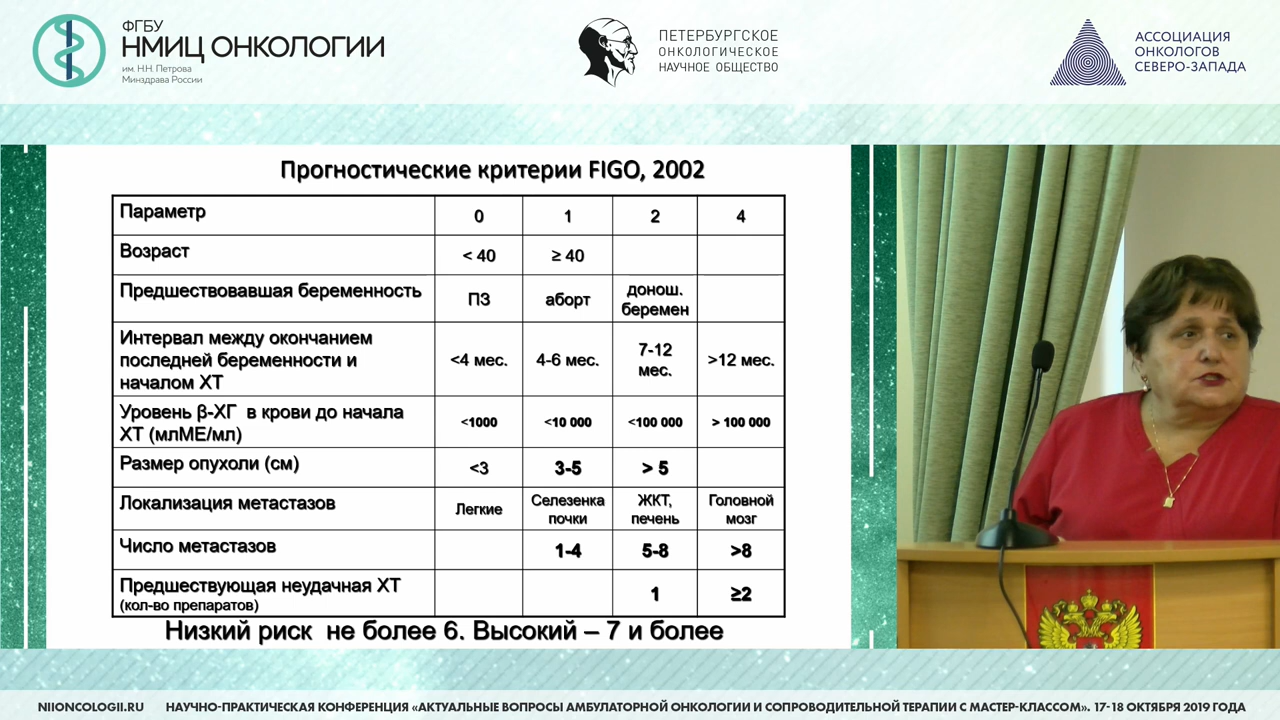 ФГБУ
НМИЦ ОНКОЛОГИИ
им. Н.Н. Петрова
Минздрава России
ПЕТЕРБУРГСКОЕ
ОНКОЛОГИЧЕСКОЕ
НАУЧНОЕ ОБЩЕСТВО
АССОЦИАЦИЯ
ОНКОЛОГОВ
СЕВЕРО-ЗАПАДА
Прогностические критерии FIGO, 2002
Параметр 0 1 2 4
Возраст < 40 ≥ 40
Предшествовавшая беременность ПЗ аборт донош.
беремен
Интервал между окончанием
последней беременности и
началом ХТ <4 мес. 4-6 мес. 7-12
мес. >12 мес.
Уровень β-ХГ в крови до начала
ХТ (млМЕ/мл) <1000 <10 000 <100 000 > 100 000
Размер опухоли (см) <3 3-5 > 5
Локализация метастазов Легкие Селезенка
почки ЖКТ,
печень Головной
мозг
Число метастазов 1-4 5-8 >8
Предшествующая неудачная ХТ
(кол-во препаратов) 1 ≥2
Низкий риск не более 6. Высокий – 7 и более
NIIONCOLOGII.RU НАУЧНО-ПРАКТИЧЕСКАЯ КОНФЕРЕНЦИЯ «АКТУАЛЬНЫЕ ВОПРОСЫ АМБУЛАТОРНОЙ ОНКОЛОГИИ И СОПРОВОДИТЕЛЬНОЙ ТЕРАПИИ С МАСТЕР-КЛАССОМ». 17-18 ОКТЯБРЯ 2019 ГОДА